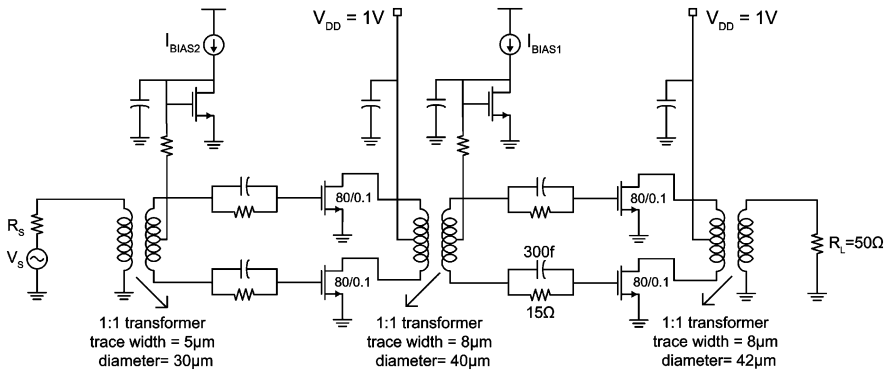 I_BIAS2
V_DD = 1V
I_BIAS1
V_DD = 1V
R_S
V_S
80/0.1
80/0.1
80/0.1
80/0.1
300f
15Ω
R_L=50Ω
1:1 transformer
trace width = 5µm
diameter= 30µm
1:1 transformer
trace width = 8µm
diameter= 40µm
1:1 transformer
trace width = 8µm
diameter= 42µm